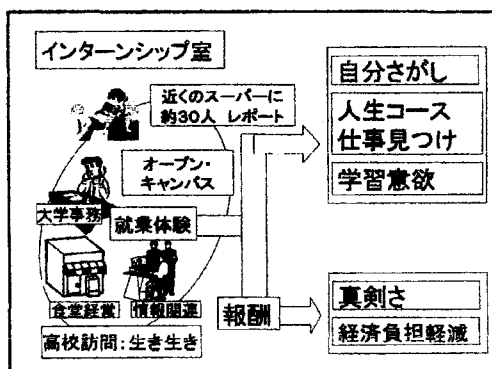 インターンシップ室
近くのスーパーに
約30人 レポート
オープン・
キャンパス
大学事務
就業体験
食堂経営
情報関連
高校訪問:生き生き
報酬
自分さがし
人生コース
仕事見つけ
学習意欲
真剣さ
経済負担軽減